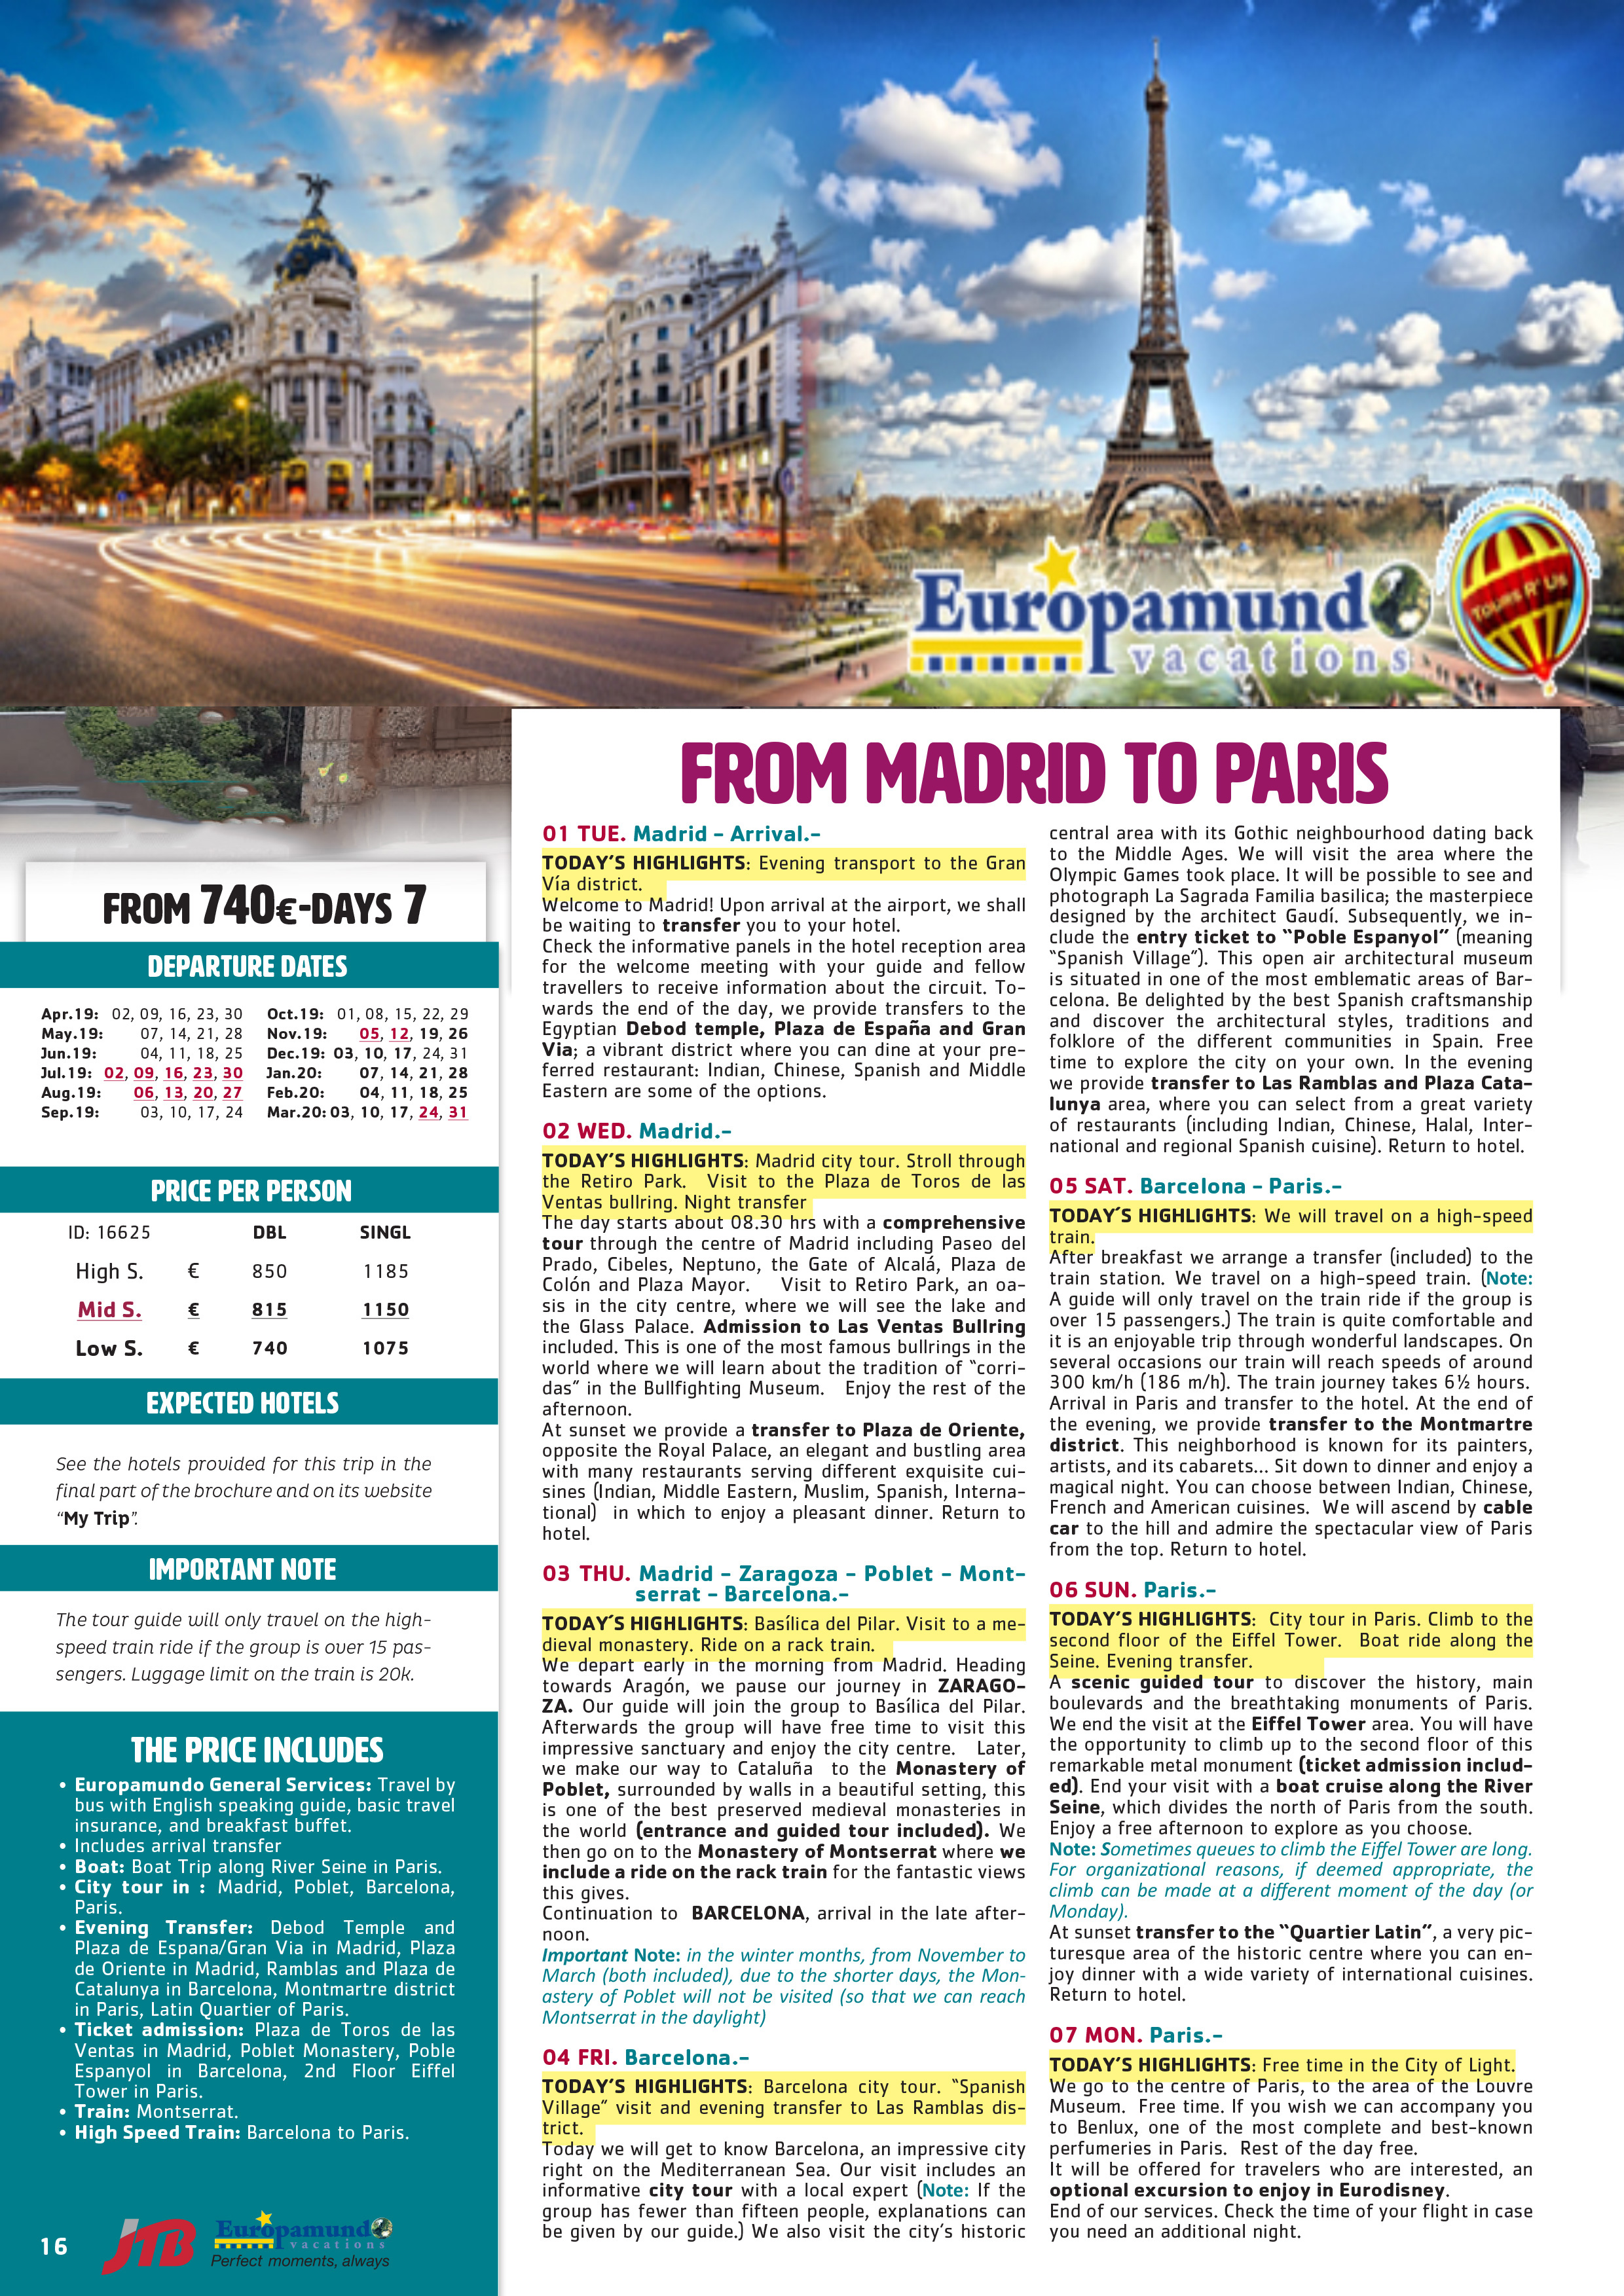 Europamundo
vacations
Tours R' Us
FROM 740€-DAYS 7
DEPARTURE DATES
Apr.19: 02, 09, 16, 23, 30
May.19: 07, 14, 21, 28
Jun.19: 04, 11, 18, 25
Jul.19: 02, 09, 16, 23, 30
Aug.19: 06, 13, 20, 27
Sep.19: 03, 10, 17, 24
Oct.19: 01, 08, 15, 22, 29
Nov.19: 05, 12, 19, 26
Dec.19: 03, 10, 17, 24, 31
Jan.20: 07, 14, 21, 28
Feb.20: 04, 11, 18, 25
Mar.20: 03, 10, 17, 24, 31
PRICE PER PERSON
ID: 16625 DBL SINGL
High S. € 850 1185
Mid S. € 815 1150
Low S. € 740 1075
EXPECTED HOTELS
See the hotels provided for this trip in the
final part of the brochure and on its website
“My Trip”.
IMPORTANT NOTE
The tour guide will only travel on the high-
speed train ride if the group is over 15 pas-
sengers. Luggage limit on the train is 20k.
THE PRICE INCLUDES
• Europamundo General Services: Travel by
bus with English speaking guide, basic travel
insurance, and breakfast buffet.
• Includes arrival transfer
• Boat: Boat Trip along River Seine in Paris.
• City tour in : Madrid, Poblet, Barcelona,
Paris.
• Evening Transfer: Debod Temple and
Plaza de Espana/Gran Via in Madrid, Plaza
de Oriente in Madrid, Ramblas and Plaza de
Catalunya in Barcelona, Montmartre district
in Paris, Latin Quartier of Paris.
• Ticket admission: Plaza de Toros de las
Ventas in Madrid, Poblet Monastery, Poble
Espanyol in Barcelona, 2nd Floor Eiffel
Tower in Paris.
• Train: Montserrat.
• High Speed Train: Barcelona to Paris.
16
JTB
Europamundo
vacations
Perfect moments, always
FROM MADRID TO PARIS
01 TUE. Madrid – Arrival.-
TODAY’S HIGHLIGHTS: Evening transport to the Gran
Vía district.
Welcome to Madrid! Upon arrival at the airport, we shall
be waiting to transfer you to your hotel.
Check the informative panels in the hotel reception area
for the welcome meeting with your guide and fellow
travellers to receive information about the circuit. To-
wards the end of the day, we provide transfers to the
Egyptian Debod temple, Plaza de España and Gran
Via; a vibrant district where you can dine at your pre-
ferred restaurant: Indian, Chinese, Spanish and Middle
Eastern are some of the options.
02 WED. Madrid.-
TODAY’S HIGHLIGHTS: Madrid city tour. Stroll through
the Retiro Park. Visit to the Plaza de Toros de las
Ventas bullring. Night transfer
The day starts about 08.30 hrs with a comprehensive
tour through the centre of Madrid including Paseo del
Prado, Cibeles, Neptuno, the Gate of Alcalá, Plaza de
Colón and Plaza Mayor. Visit to Retiro Park, an oa-
sis in the city centre, where we will see the lake and
the Glass Palace. Admission to Las Ventas Bullring
included. This is one of the most famous bullrings in the
world where we will learn about the tradition of “corri-
das” in the Bullfighting Museum. Enjoy the rest of the
afternoon.
At sunset we provide a transfer to Plaza de Oriente,
opposite the Royal Palace, an elegant and bustling area
with many restaurants serving different exquisite cui-
sines (Indian, Middle Eastern, Muslim, Spanish, Interna-
tional) in which to enjoy a pleasant dinner. Return to
hotel.
03 THU. Madrid – Zaragoza – Poblet – Mont-
serrat – Barcelona.-
TODAY´S HIGHLIGHTS: Basílica del Pilar. Visit to a me-
dieval monastery. Ride on a rack train.
We depart early in the morning from Madrid. Heading
towards Aragón, we pause our journey in ZARAGO-
ZA. Our guide will join the group to Basílica del Pilar.
Afterwards the group will have free time to visit this
impressive sanctuary and enjoy the city centre. Later,
we make our way to Cataluña to the Monastery of
Poblet, surrounded by walls in a beautiful setting, this
is one of the best preserved medieval monasteries in
the world (entrance and guided tour included). We
then go on to the Monastery of Montserrat where we
include a ride on the rack train for the fantastic views
this gives.
Continuation to BARCELONA, arrival in the late after-
noon.
Important Note: in the winter months, from November to
March (both included), due to the shorter days, the Mon-
astery of Poblet will not be visited (so that we can reach
Montserrat in the daylight)
04 FRI. Barcelona.-
TODAY’S HIGHLIGHTS: Barcelona city tour. “Spanish
Village” visit and evening transfer to Las Ramblas dis-
trict.
Today we will get to know Barcelona, an impressive city
right on the Mediterranean Sea. Our visit includes an
informative city tour with a local expert (Note: If the
group has fewer than fifteen people, explanations can
be given by our guide.) We also visit the city’s historic
central area with its Gothic neighbourhood dating back
to the Middle Ages. We will visit the area where the
Olympic Games took place. It will be possible to see and
photograph La Sagrada Familia basilica; the masterpiece
designed by the architect Gaudí. Subsequently, we in-
clude the entry ticket to “Poble Espanyol” (meaning
“Spanish Village”). This open air architectural museum
is situated in one of the most emblematic areas of Bar-
celona. Be delighted by the best Spanish craftsmanship
and discover the architectural styles, traditions and
folklore of the different communities in Spain. Free
time to explore the city on your own. In the evening
we provide transfer to Las Ramblas and Plaza Cata-
lunya area, where you can select from a great variety
of restaurants (including Indian, Chinese, Halal, Inter-
national and regional Spanish cuisine). Return to hotel.
05 SAT. Barcelona – Paris.-
TODAY´S HIGHLIGHTS: We will travel on a high-speed
train.
After breakfast we arrange a transfer (included) to the
train station. We travel on a high-speed train. (Note:
A guide will only travel on the train ride if the group is
over 15 passengers.) The train is quite comfortable and
it is an enjoyable trip through wonderful landscapes. On
several occasions our train will reach speeds of around
300 km/h (186 m/h). The train journey takes 6½ hours.
Arrival in Paris and transfer to the hotel. At the end of
the evening, we provide transfer to the Montmartre
district. This neighborhood is known for its painters,
artists, and its cabarets... Sit down to dinner and enjoy a
magical night. You can choose between Indian, Chinese,
French and American cuisines. We will ascend by cable
car to the hill and admire the spectacular view of Paris
from the top. Return to hotel.
06 SUN. Paris.-
TODAY’S HIGHLIGHTS: City tour in Paris. Climb to the
second floor of the Eiffel Tower. Boat ride along the
Seine. Evening transfer.
A scenic guided tour to discover the history, main
boulevards and the breathtaking monuments of Paris.
We end the visit at the Eiffel Tower area. You will have
the opportunity to climb up to the second floor of this
remarkable metal monument (ticket admission includ-
ed). End your visit with a boat cruise along the River
Seine, which divides the north of Paris from the south.
Enjoy a free afternoon to explore as you choose.
Note: Sometimes queues to climb the Eiffel Tower are long.
For organizational reasons, if deemed appropriate, the
climb can be made at a different moment of the day (or
Monday).
At sunset transfer to the “Quartier Latin”, a very pic-
turesque area of the historic centre where you can en-
joy dinner with a wide variety of international cuisines.
Return to hotel.
07 MON. Paris.-
TODAY’S HIGHLIGHTS: Free time in the City of Light.
We go to the centre of Paris, to the area of the Louvre
Museum. Free time. If you wish we can accompany you
to Benlux, one of the most complete and best-known
perfumeries in Paris. Rest of the day free.
It will be offered for travelers who are interested, an
optional excursion to enjoy in Eurodisney.
End of our services. Check the time of your flight in case
you need an additional night.